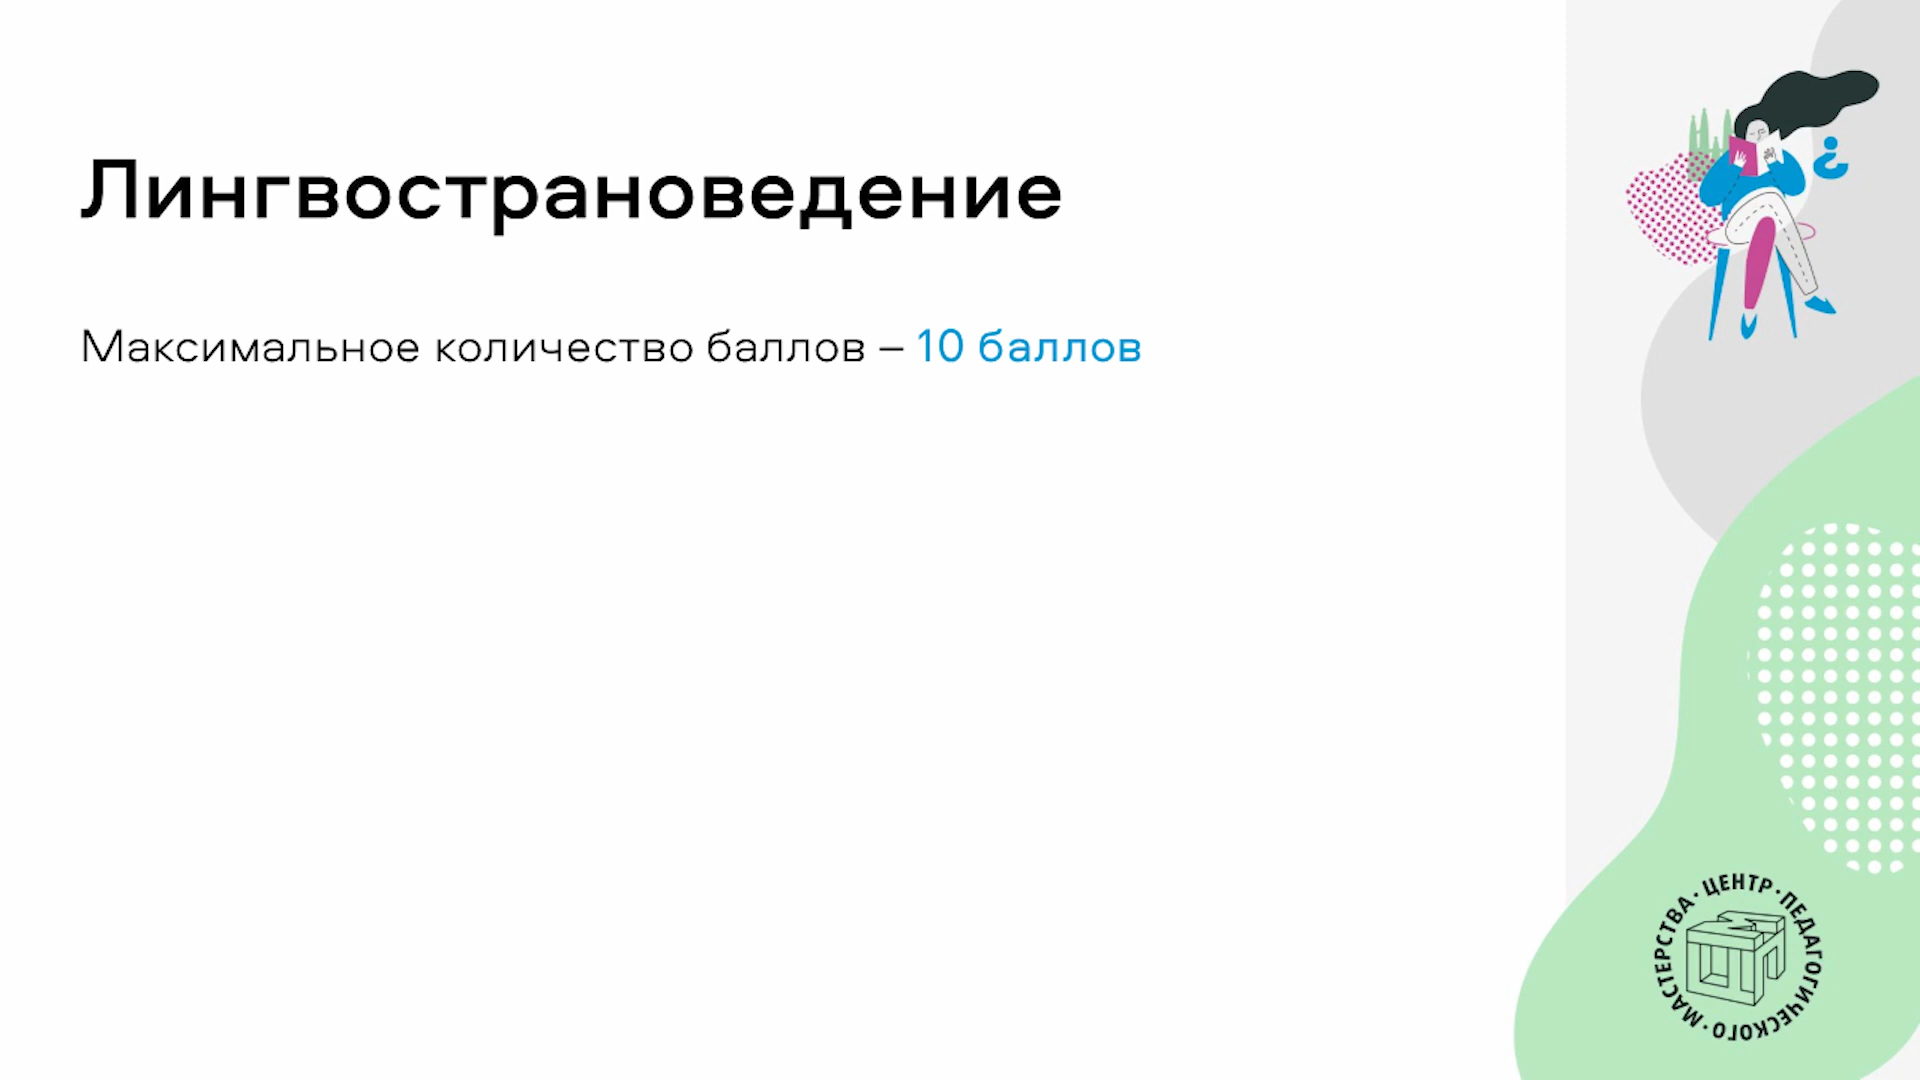 Лингвострановедение
Максимальное количество баллов – 10 баллов
¿
ЦЕНТР · ПЕДАГОГИЧЕСКОГО · МАСТЕРСТВА ·